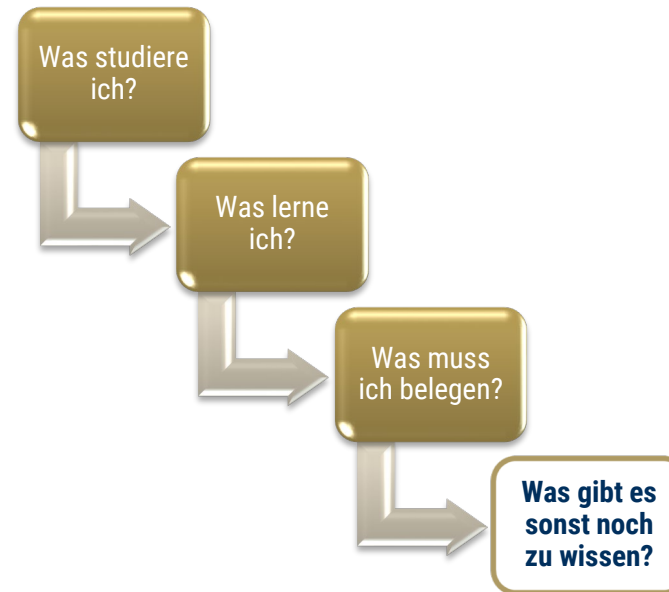 Was studiere
ich?
Was lerne
ich?
Was muss
ich belegen?
Was gibt es
sonst noch
zu wissen?